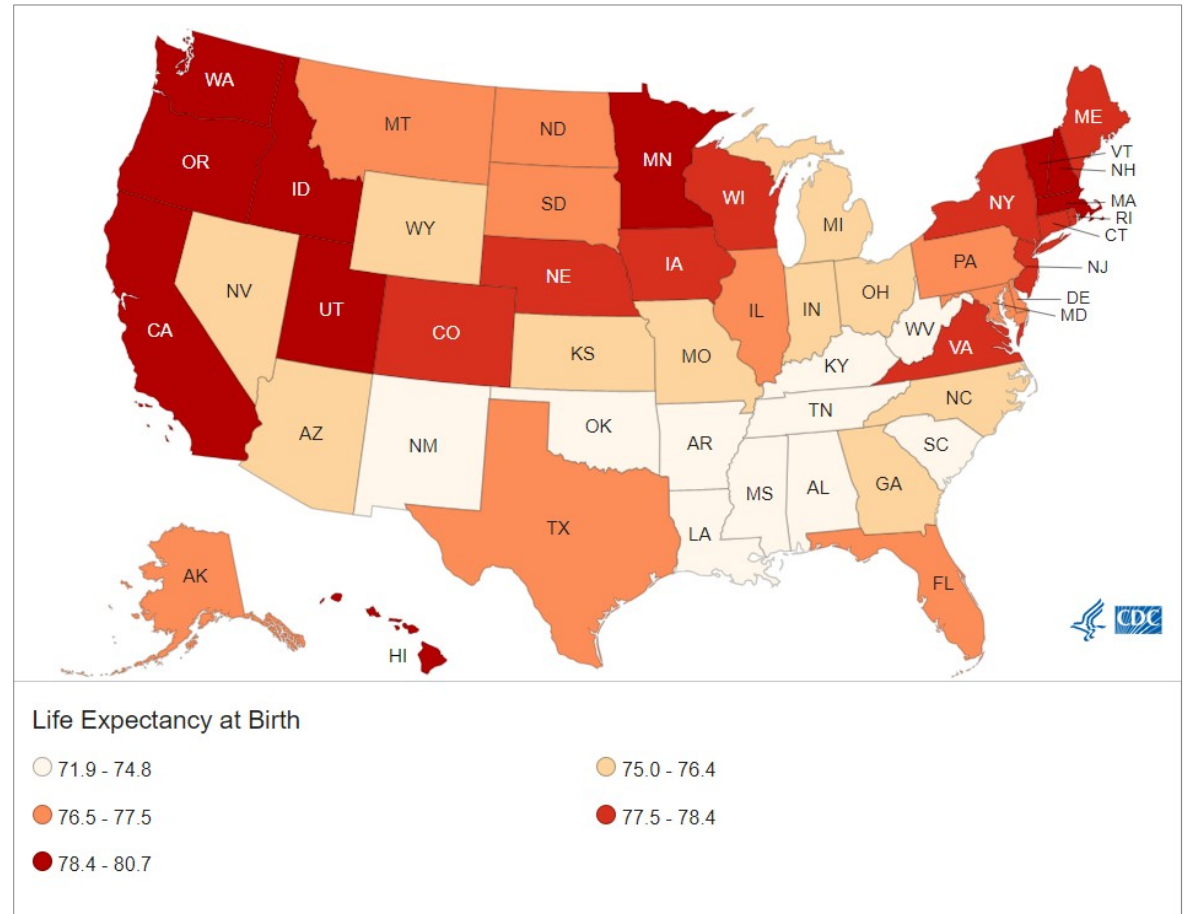 WA
MT
ND
MN
ME
VT
NH
OR
ID
SD
WI
NY
MA
RI
CT
WY
MI
NE
IA
PA
NJ
NV
UT
CO
IL
IN
OH
DE
MD
CA
WV
VA
KS
MO
KY
AZ
NM
OK
AR
TN
NC
SC
MS
AL
GA
LA
TX
AK
FL
HI
CDC
Life Expectancy at Birth
71.9 - 74.8
75.0 - 76.4
76.5 - 77.5
77.5 - 78.4
78.4 - 80.7